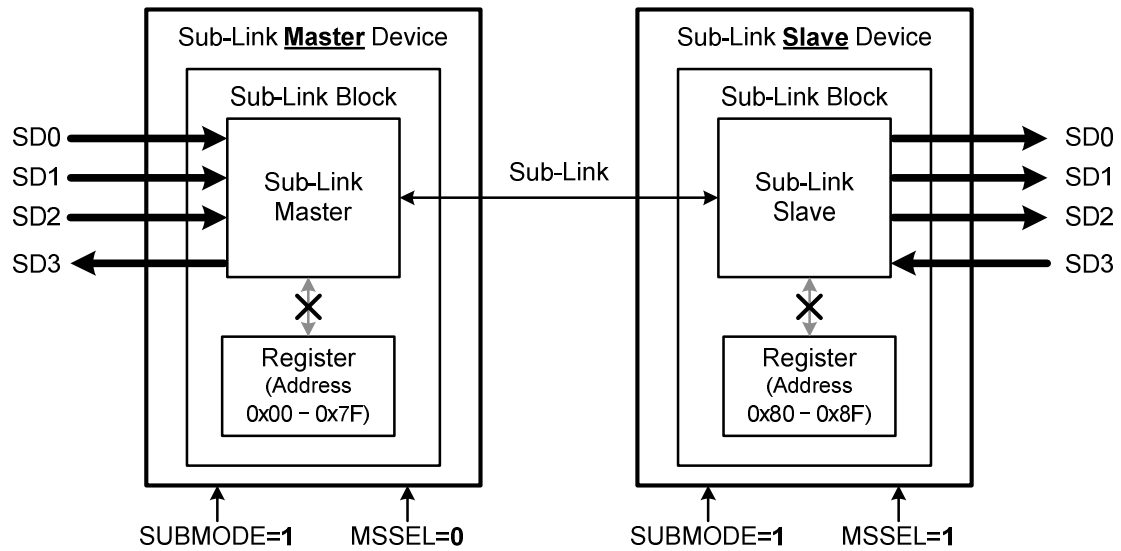 Sub-Link Master Device
Sub-Link Block
SD0
SD1
SD2
SD3
Sub-Link
Master
Register
(Address
0x00 – 0x7F)
SUBMODE=1
MSSEL=0
Sub-Link
Sub-Link Slave Device
Sub-Link Block
Sub-Link
Slave
SD0
SD1
SD2
SD3
Register
(Address
0x80 – 0x8F)
SUBMODE=1
MSSEL=1